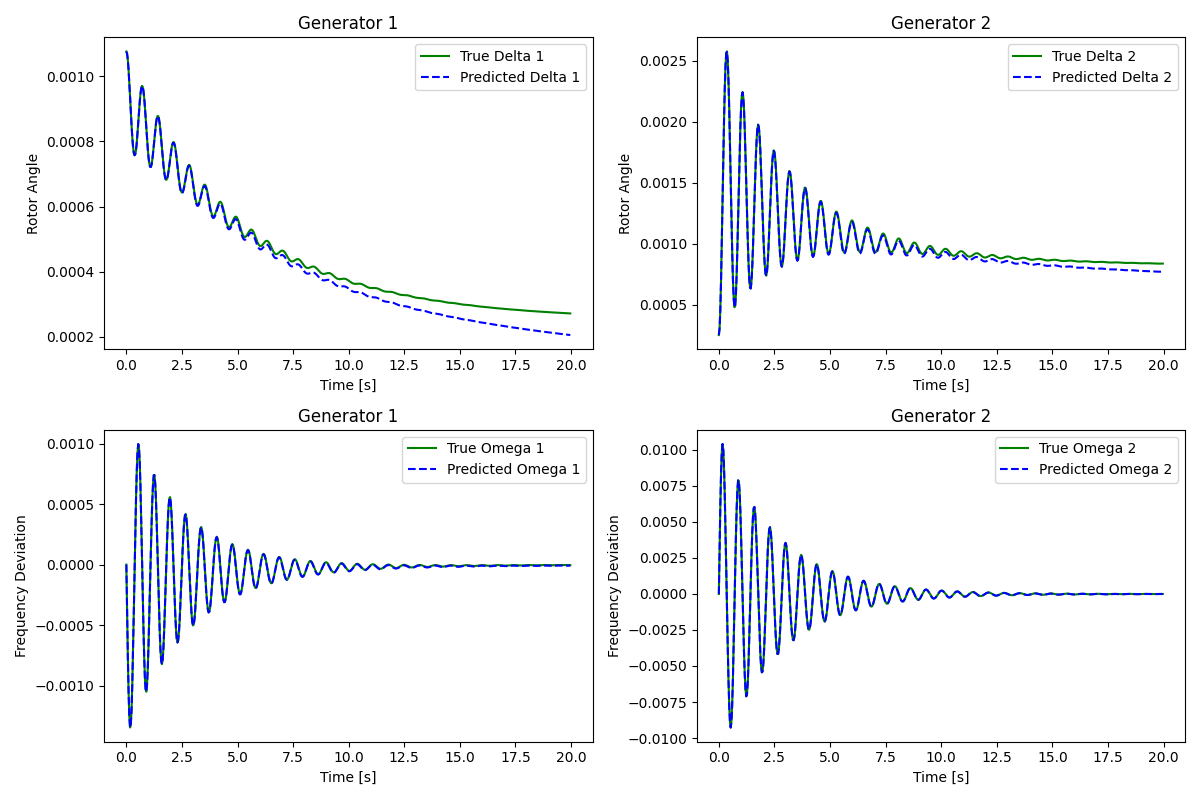 Generator 1
True Delta 1
Predicted Delta 1
0.0010
0.0008
0.0006
0.0004
0.0002
Rotor Angle
0.0 2.5 5.0 7.5 10.0 12.5 15.0 17.5 20.0
Time [s]
Generator 2
True Delta 2
Predicted Delta 2
0.0025
0.0020
0.0015
0.0010
0.0005
Rotor Angle
0.0 2.5 5.0 7.5 10.0 12.5 15.0 17.5 20.0
Time [s]
Generator 1
True Omega 1
Predicted Omega 1
0.0010
0.0005
0.0000
−0.0005
−0.0010
Frequency Deviation
0.0 2.5 5.0 7.5 10.0 12.5 15.0 17.5 20.0
Time [s]
Generator 2
True Omega 2
Predicted Omega 2
0.0100
0.0075
0.0050
0.0025
0.0000
−0.0025
−0.0050
−0.0075
−0.0100
Frequency Deviation
0.0 2.5 5.0 7.5 10.0 12.5 15.0 17.5 20.0
Time [s]